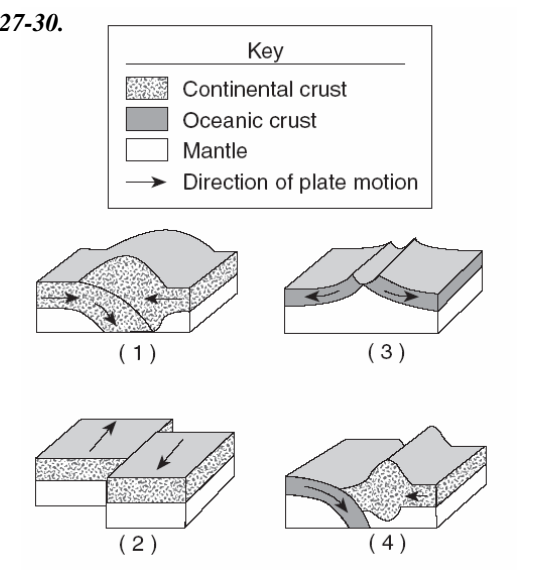 27-30.
Key
Continental crust
Oceanic crust
Mantle
Direction of plate motion
( 1 )
( 3 )
( 2 )
( 4 )